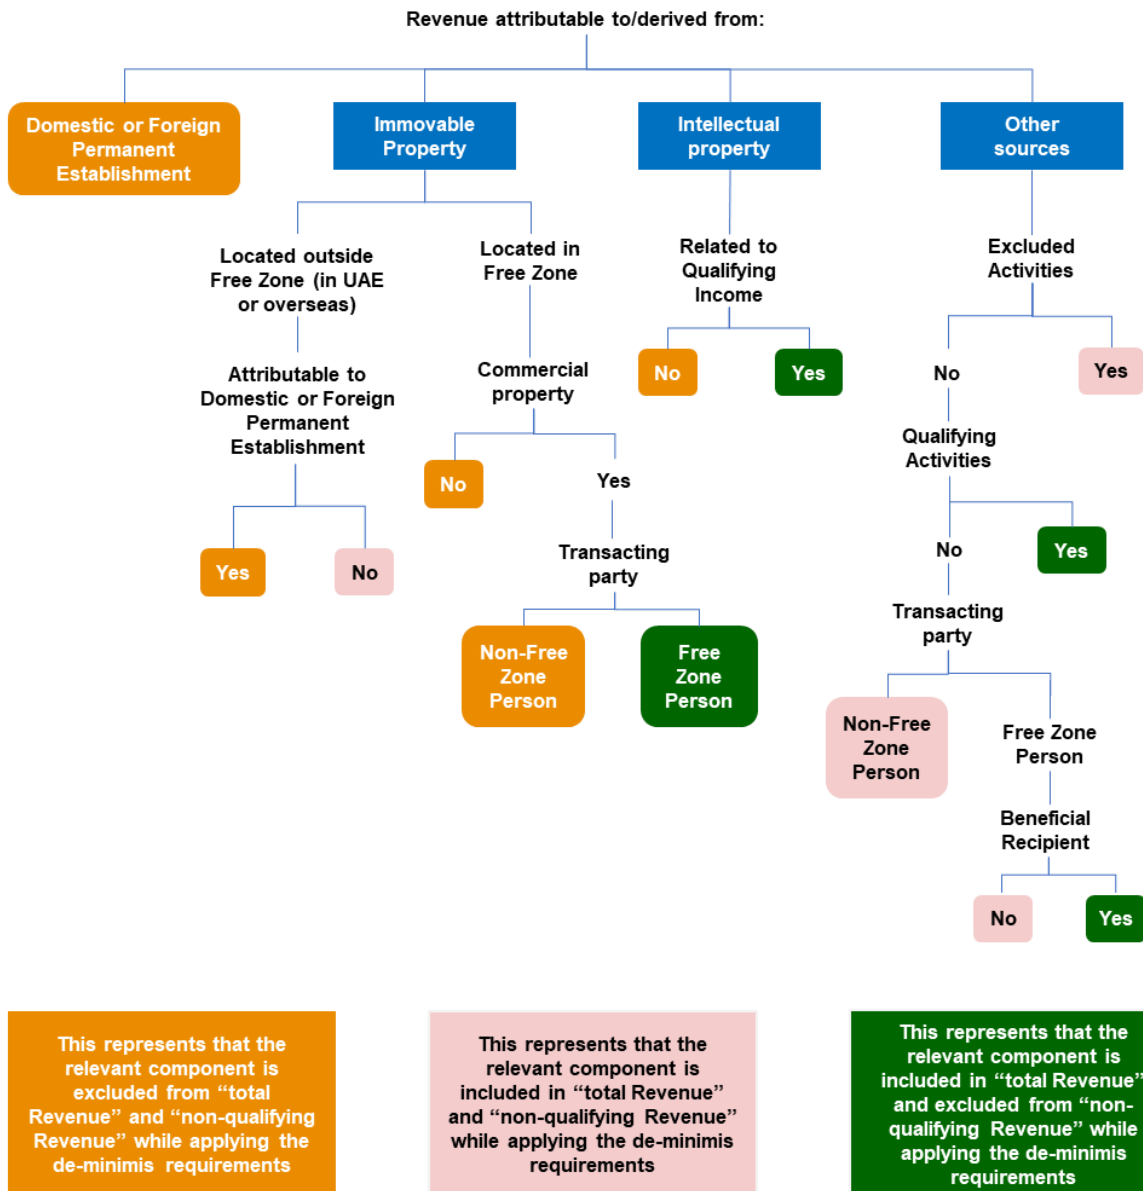 Revenue attributable to/derived from:
Domestic or Foreign
Permanent
Establishment
Immovable
Property
Intellectual
property
Other
sources
Located outside
Free Zone (in UAE
or overseas)
Located in
Free Zone
Related to
Qualifying
Income
Excluded
Activities
No
Yes
No
Yes
Attributable to
Domestic or Foreign
Permanent
Establishment
Commercial
property
Qualifying
Activities
No
Yes
Yes
No
Transacting
party
No
Yes
Non-Free
Zone
Person
Free
Zone
Person
Transacting
party
Non-Free
Zone
Person
Free Zone
Person
Beneficial
Recipient
No
Yes
This represents that the
relevant component is
excluded from “total
Revenue” and “non-qualifying
Revenue” while applying the
de-minimis requirements
This represents that the
relevant component is
included in “total Revenue”
and “non-qualifying Revenue”
while applying the de-minimis
requirements
This represents that the
relevant component is
included in “total Revenue”
and excluded from “non-
qualifying Revenue” while
applying the de-minimis
requirements